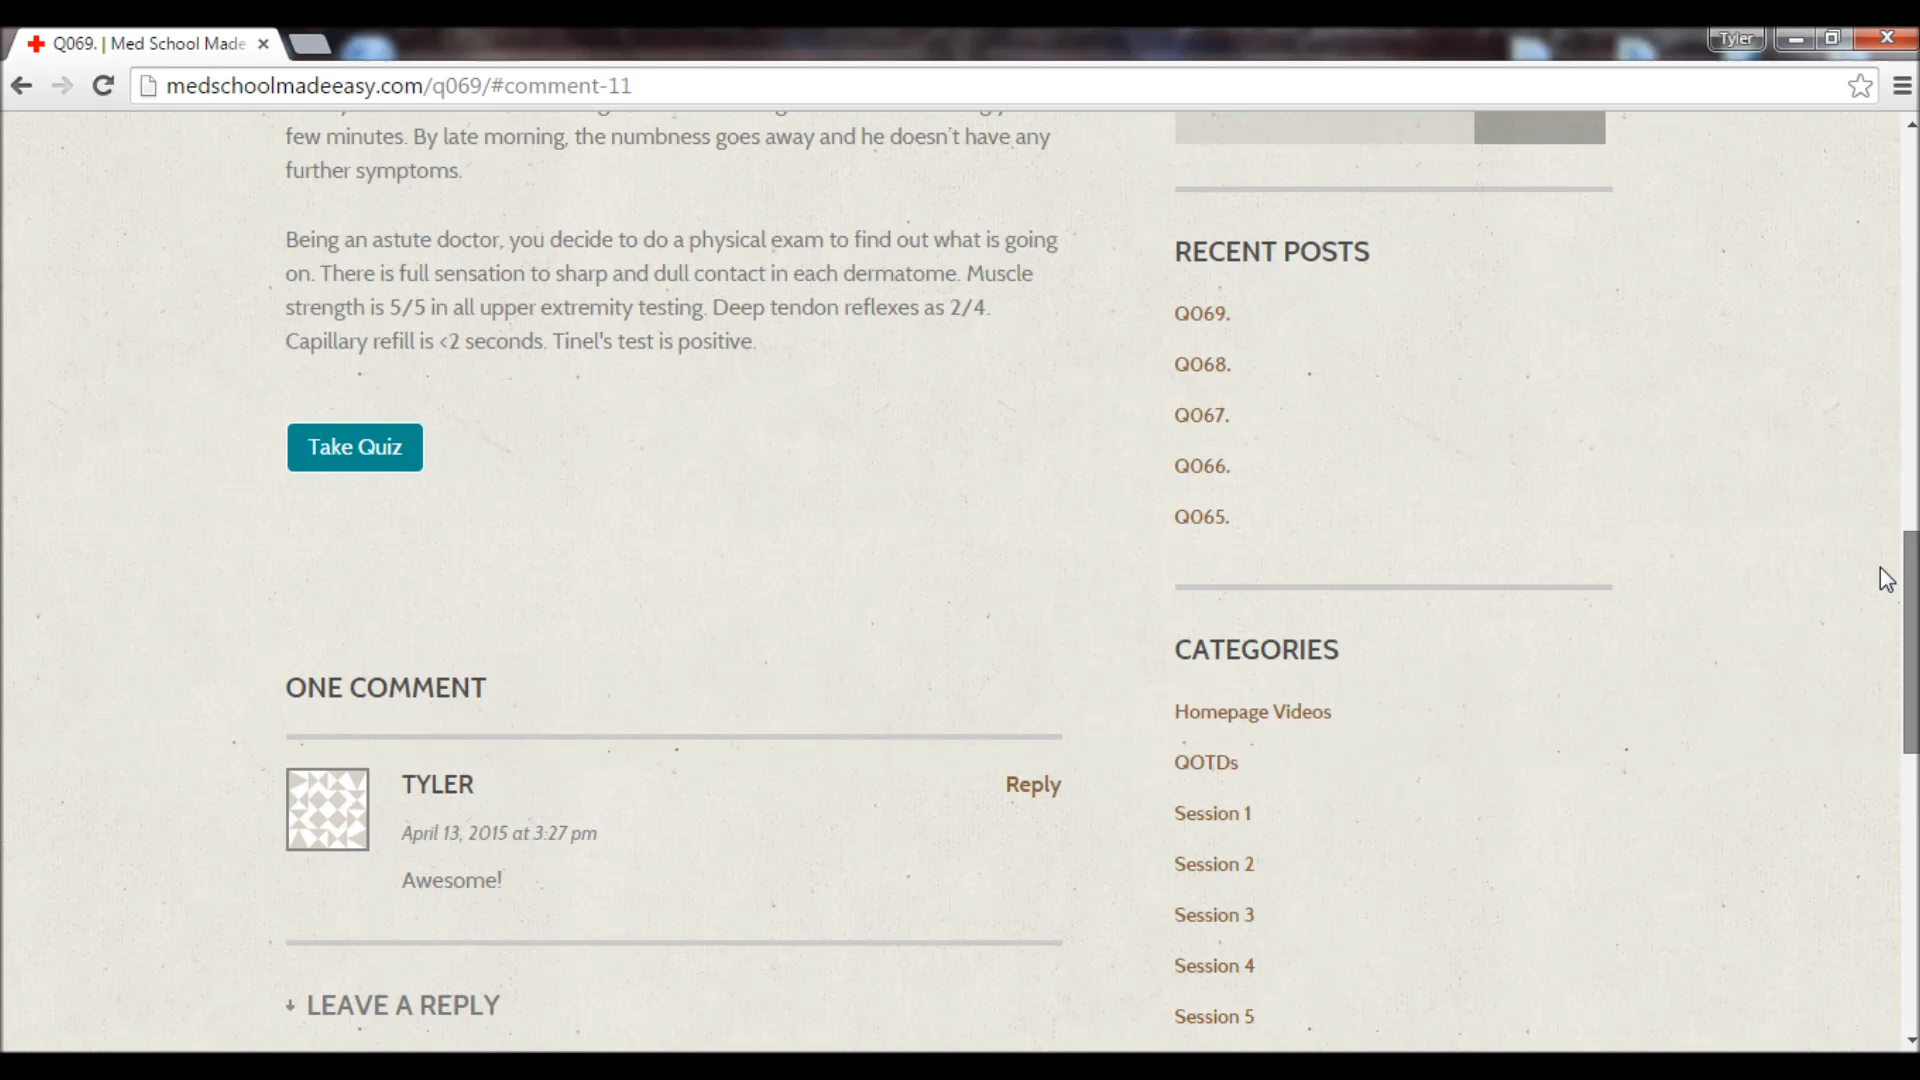 Q069. | Med School Made
Tyler
medschoolmadeeasy.com/q069/#comment-11
few minutes. By late morning, the numbness goes away and he doesn't have any
further symptoms.
Being an astute doctor, you decide to do a physical exam to find out what is going
on. There is full sensation to sharp and dull contact in each dermatome. Muscle
strength is 5/5 in all upper extremity testing. Deep tendon reflexes as 2/4.
Capillary refill is <2 seconds. Tinel's test is positive.
Take Quiz
ONE COMMENT
TYLER
Reply
April 13, 2015 at 3:27 pm
Awesome!
LEAVE A REPLY
RECENT POSTS
Q069.
Q068.
Q067.
Q066.
Q065.
CATEGORIES
Homepage Videos
QOTDs
Session 1
Session 2
Session 3
Session 4
Session 5